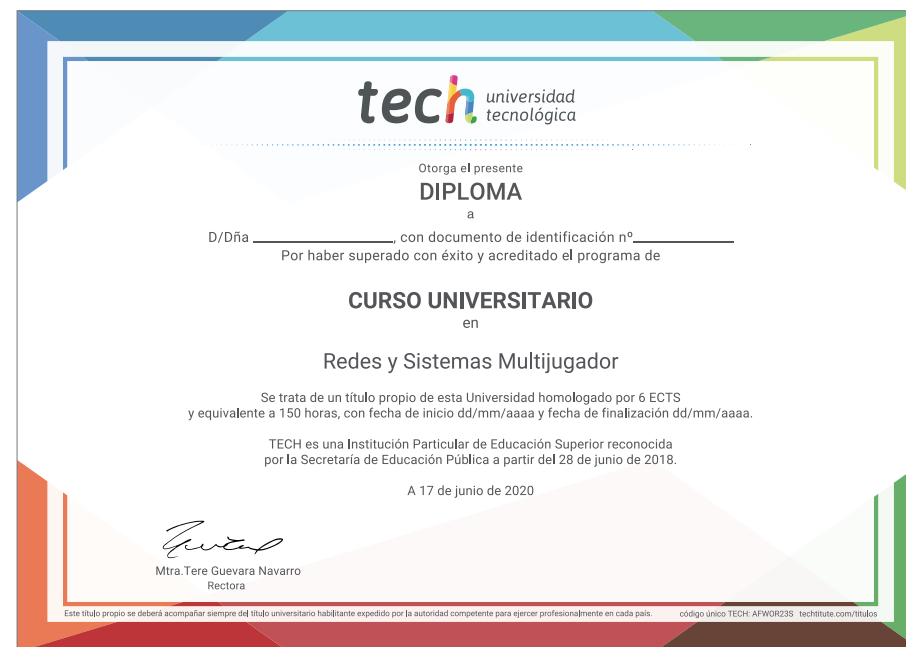 tech universidad
tecnológica
Otorga el presente
DIPLOMA
a
D/Dña ____________________, con documento de identificación nº______________
Por haber superado con éxito y acreditado el programa de
CURSO UNIVERSITARIO
en
Redes y Sistemas Multijugador
Se trata de un título propio de esta Universidad homologado por 6 ECTS
y equivalente a 150 horas, con fecha de inicio dd/mm/aaaa y fecha de finalización dd/mm/aaaa.
TECH es una Institución Particular de Educación Superior reconocida
por la Secretaría de Educación Pública a partir del 28 de junio de 2018.
A 17 de junio de 2020
Mtra.Tere Guevara Navarro
Rectora
Este título propio se deberá acompañar siempre del título universitario habilitante expedido por la autoridad competente para ejercer profesionalmente en cada país. código único TECH: AFWOR23S techtitute.com/titulos